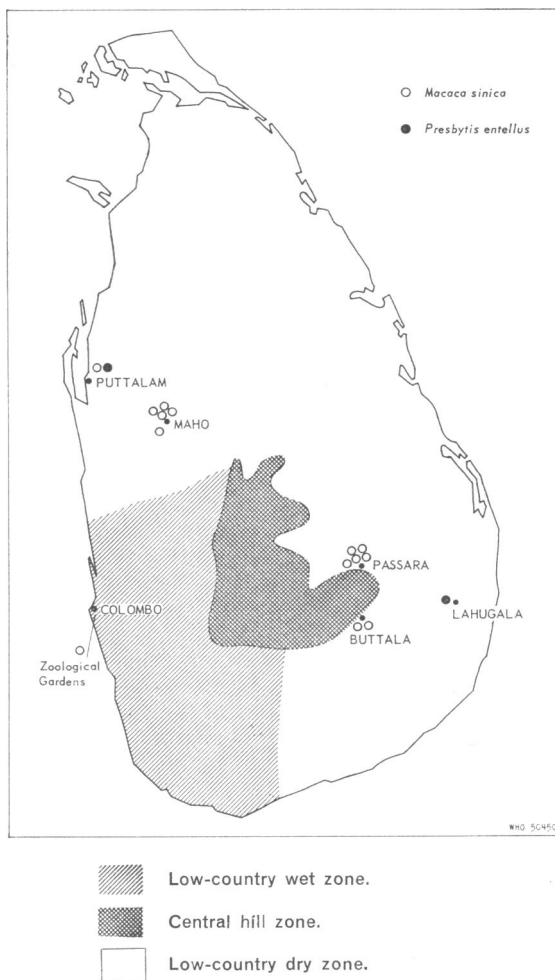 Macaca sinica
Presbytis entellus
PUTTALAM
MAHO
PASSARA
COLOMBO
LAHUGALA
BUTTALA
Zoological
Gardens
WHO 50450
Low-country wet zone.
Central hill zone.
Low-country dry zone.